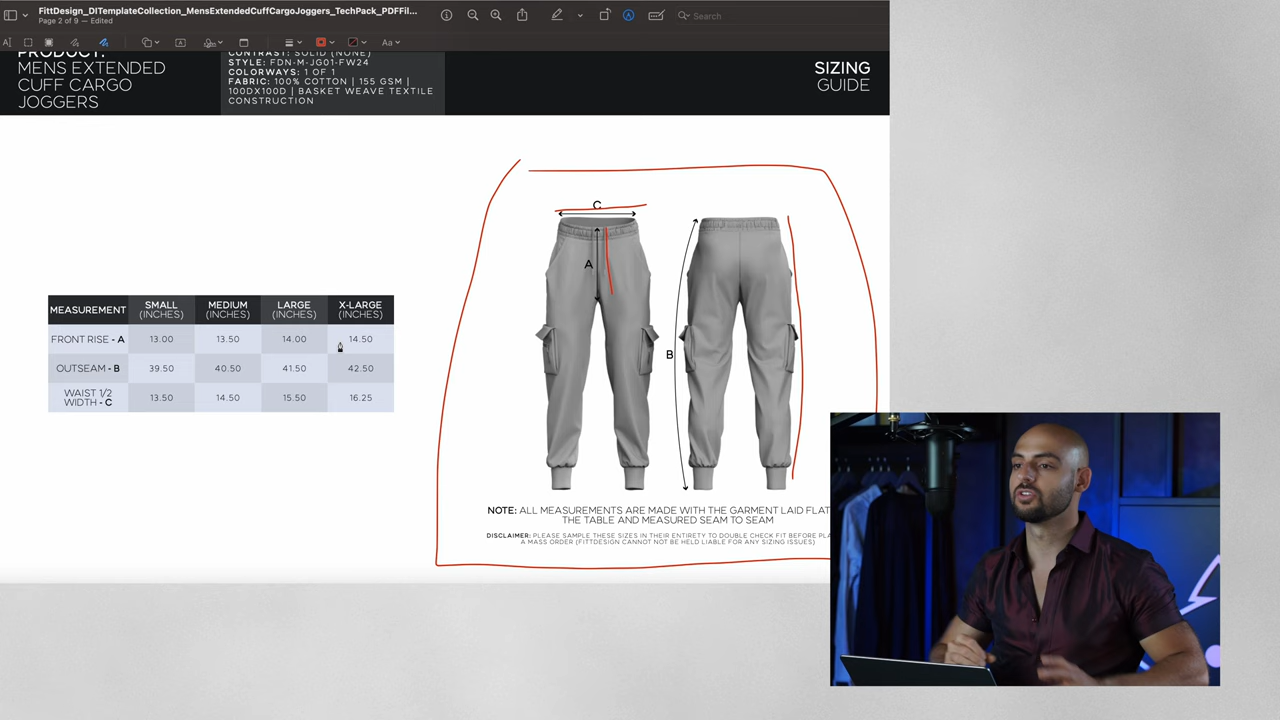 FittDesign_DITemplateCollection_MensExtendedCuffCargoJoggers_TechPack_PDFFil...
Page 2 of 9 — Edited
Search
Aa
PRODUCT:
MENS EXTENDED
CUFF CARGO
JOGGERS
CONTRAST: SOLID (NONE)
STYLE: FDN-M-JG01-FW24
COLORWAYS: 1 OF 1
FABRIC: 100% COTTON | 155 GSM |
100DX100D | BASKET WEAVE TEXTILE
CONSTRUCTION
SIZING
GUIDE
MEASUREMENT SMALL (INCHES) MEDIUM (INCHES) LARGE (INCHES) X-LARGE (INCHES)
FRONT RISE - A 13.00 13.50 14.00 14.50
OUTSEAM - B 39.50 40.50 41.50 42.50
WAIST 1/2 WIDTH - C 13.50 14.50 15.50 16.25
C
A
B
NOTE: ALL MEASUREMENTS ARE MADE WITH THE GARMENT LAID FLAT
THE TABLE AND MEASURED SEAM TO SEAM
DISCLAIMER: PLEASE SAMPLE THESE SIZES IN THEIR ENTIRETY TO DOUBLE CHECK FIT BEFORE PLA
A MASS ORDER (FITTDESIGN CANNOT NOT BE HELD LIABLE FOR ANY SIZING ISSUES)